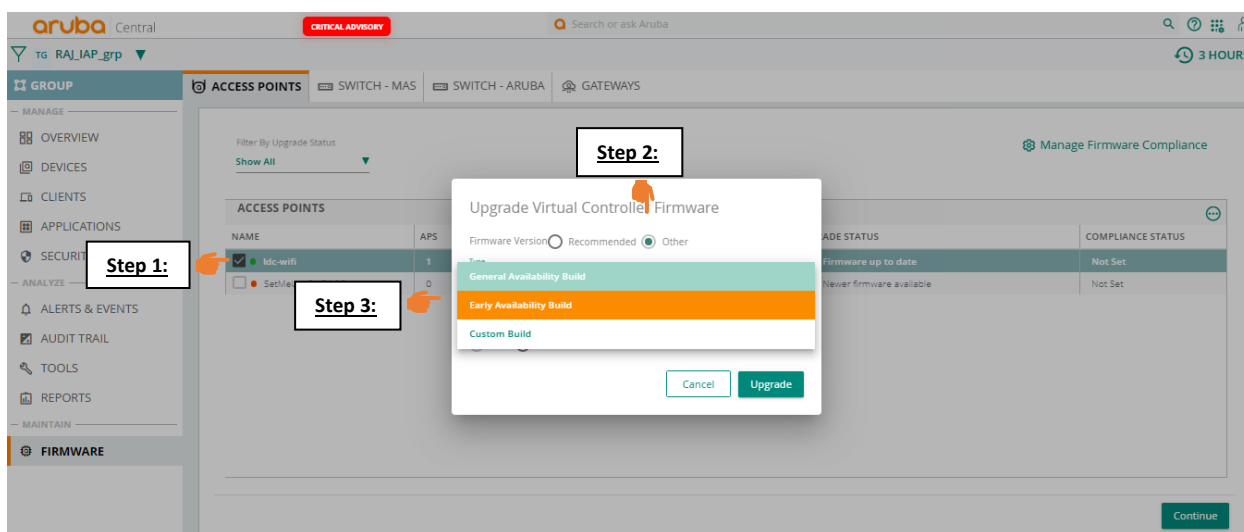 aruba Central
CRITICAL ADVISORY
Search or ask Aruba
TG RAJ_IAP_grp
3 HOURS
GROUP
ACCESS POINTS
SWITCH - MAS
SWITCH - ARUBA
GATEWAYS
MANAGE
OVERVIEW
DEVICES
CLIENTS
APPLICATIONS
ANALYZE
ALERTS & EVENTS
AUDIT TRAIL
TOOLS
REPORTS
MAINTAIN
FIRMWARE
Filter By Upgrade Status
Show All
Manage Firmware Compliance
Step 1:
Step 2:
Step 3:
ACCESS POINTS
NAME APS ADE STATUS COMPLIANCE STATUS
ldc-wifi 1 Firmware up to date Not Set
0 Newer firmware available Not Set
Upgrade Virtual Controller Firmware
Firmware Version Recommended Other
General Availability Build
Early Availability Build
Custom Build
Cancel Upgrade
Continue